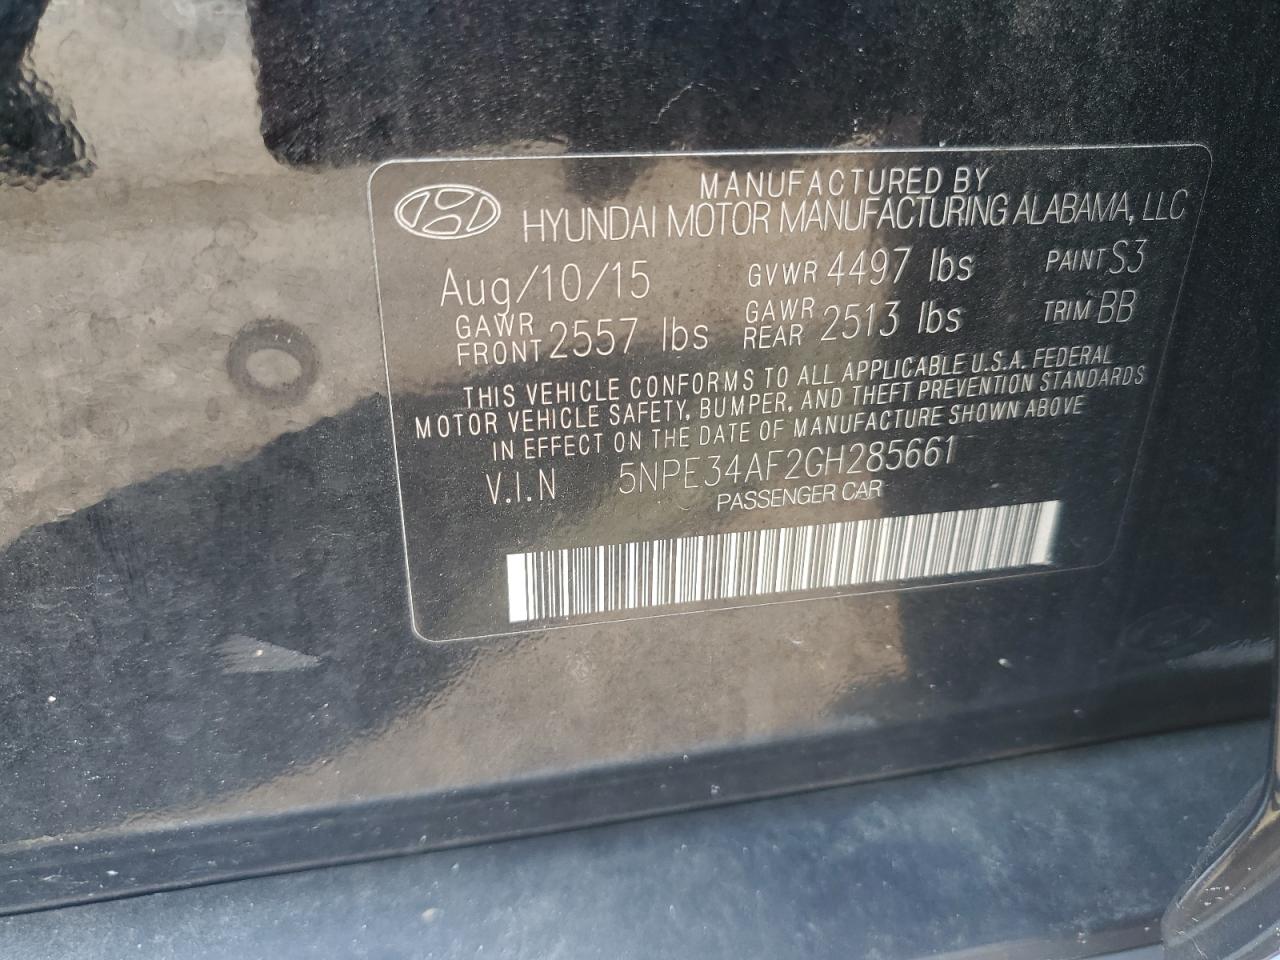 MANUFACTURED BY
HYUNDAI MOTOR MANUFACTURING ALABAMA, LLC
Aug/10/15 GVWR 4497 lbs PAINT S3
GAWR FRONT 2557 lbs GAWR REAR 2513 lbs TRIM BB
THIS VEHICLE CONFORMS TO ALL APPLICABLE U.S.A. FEDERAL
MOTOR VEHICLE SAFETY, BUMPER, AND THEFT PREVENTION STANDARDS
IN EFFECT ON THE DATE OF MANUFACTURE SHOWN ABOVE
V.I.N 5NPE34AF2GH285661
PASSENGER CAR